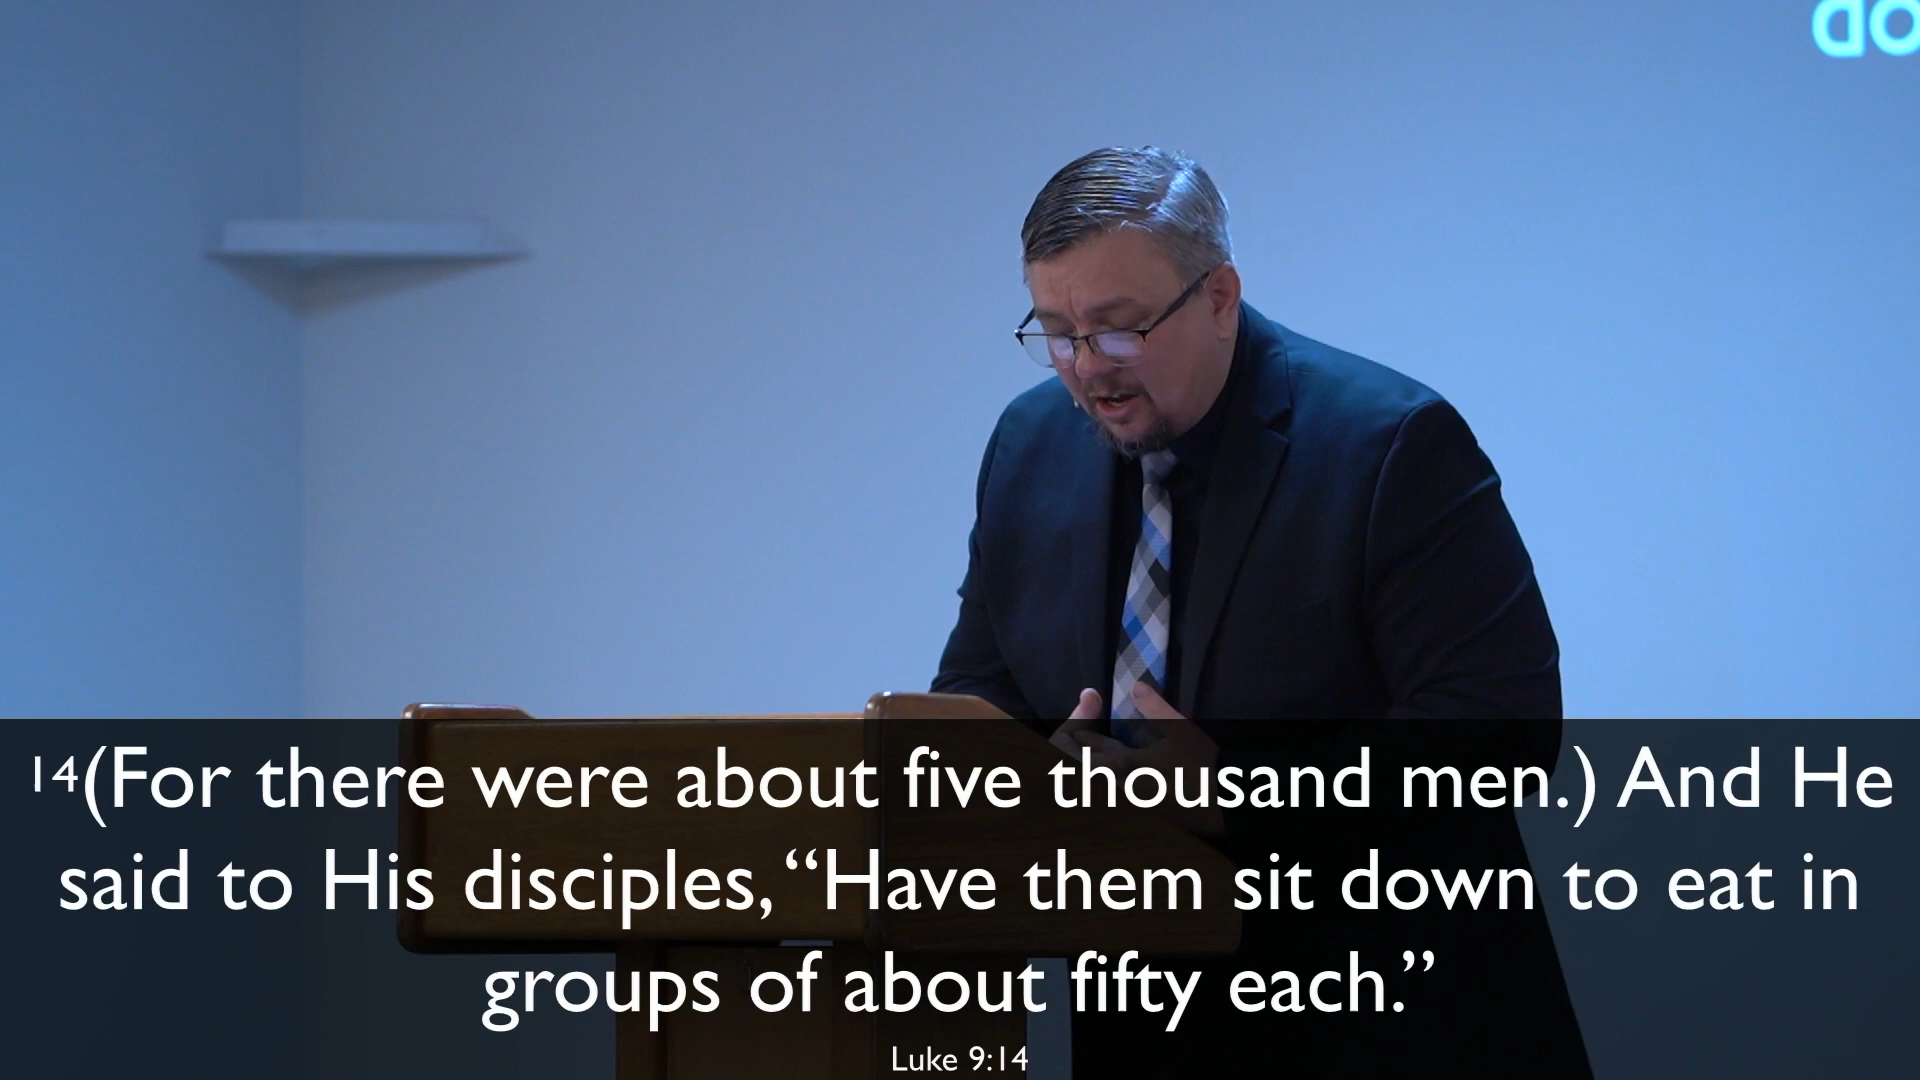 do
14(For there were about five thousand men.) And He
said to His disciples, “Have them sit down to eat in
groups of about fifty each.”
Luke 9:14